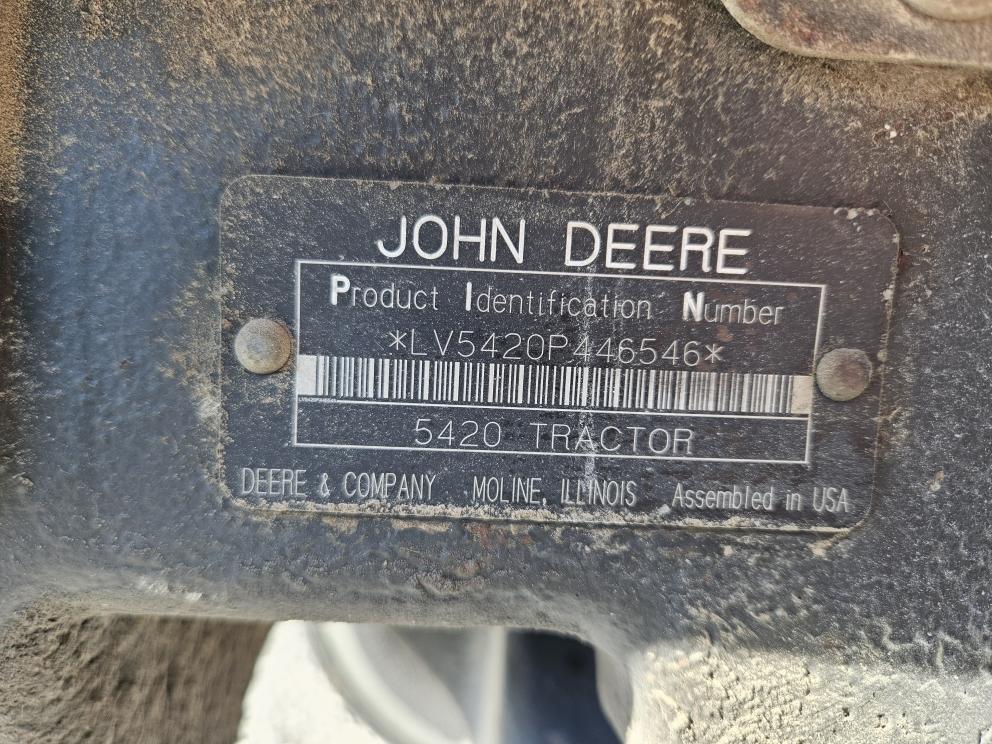 JOHN DEERE
Product Identification Number
*LV5420P446546*
5420 TRACTOR
DEERE & COMPANY MOLINE, ILLINOIS Assembled in USA